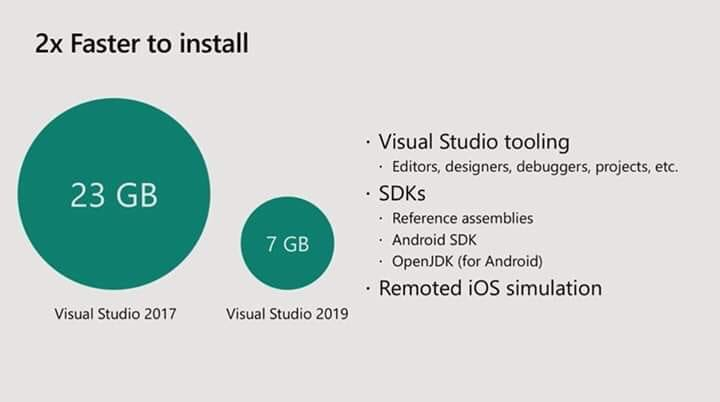 2x Faster to install
23 GB
7 GB
Visual Studio 2017
Visual Studio 2019
· Visual Studio tooling
· Editors, designers, debuggers, projects, etc.
· SDKs
· Reference assemblies
· Android SDK
· OpenJDK (for Android)
· Remoted iOS simulation